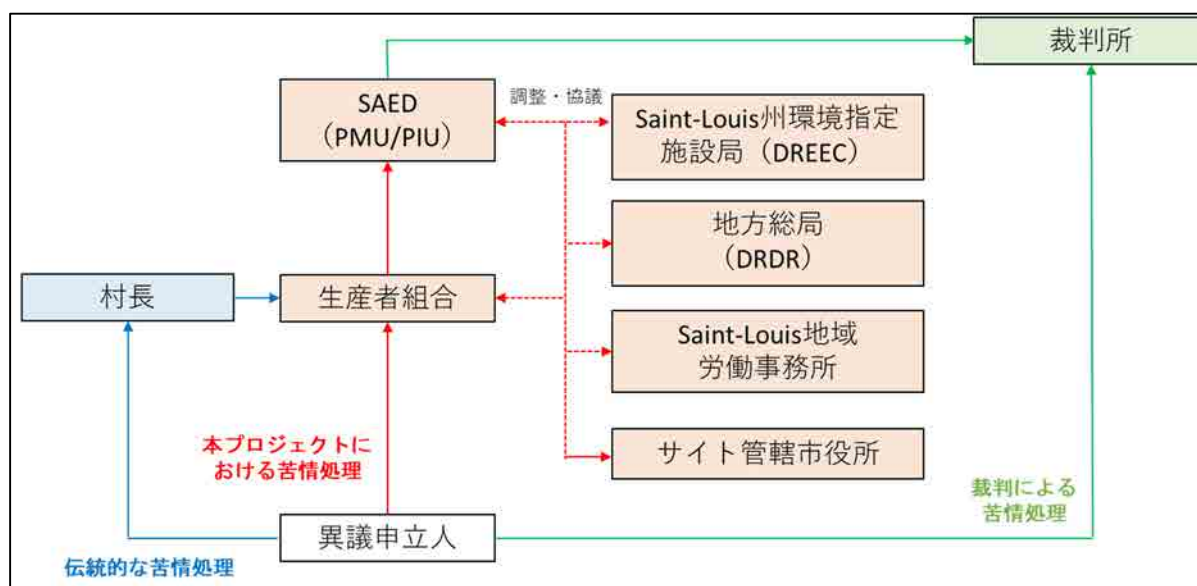 裁判所
SAED
（PMU/PIU）
調整・協議
Saint-Louis州環境指定
施設局（DREEC）
地方総局
（DRDR）
村長
生産者組合
Saint-Louis地域
労働事務所
本プロジェクトに
おける苦情処理
サイト管轄市役所
裁判による
苦情処理
異議申立人
伝統的な苦情処理